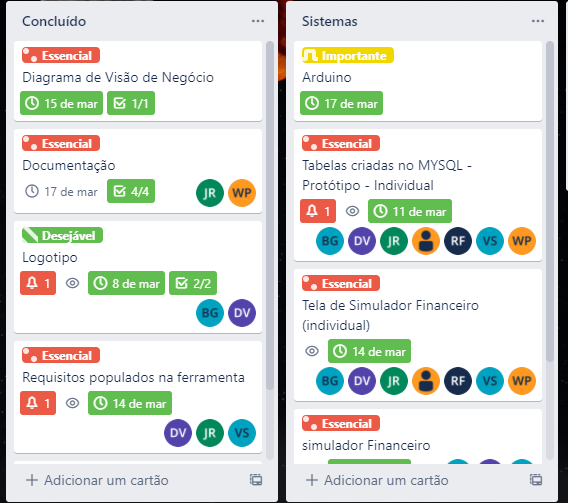 Concluído
Essencial
Diagrama de Visão de Negócio
15 de mar 1/1
Essencial
Documentação
17 de mar 4/4 JR WP
Desejável
Logotipo
1 8 de mar 2/2
BG DV
Essencial
Requisitos populados na ferramenta
1 14 de mar
DV JR VS
Adicionar um cartão
Sistemas
Importante
Arduino
17 de mar
Essencial
Tabelas criadas no MYSQL -
Protótipo - Individual
1 11 de mar
BG DV JR RF VS WP
Essencial
Tela de Simulador Financeiro
(individual)
14 de mar
BG DV JR RF VS WP
Essencial
simulador Financeiro
Adicionar um cartão